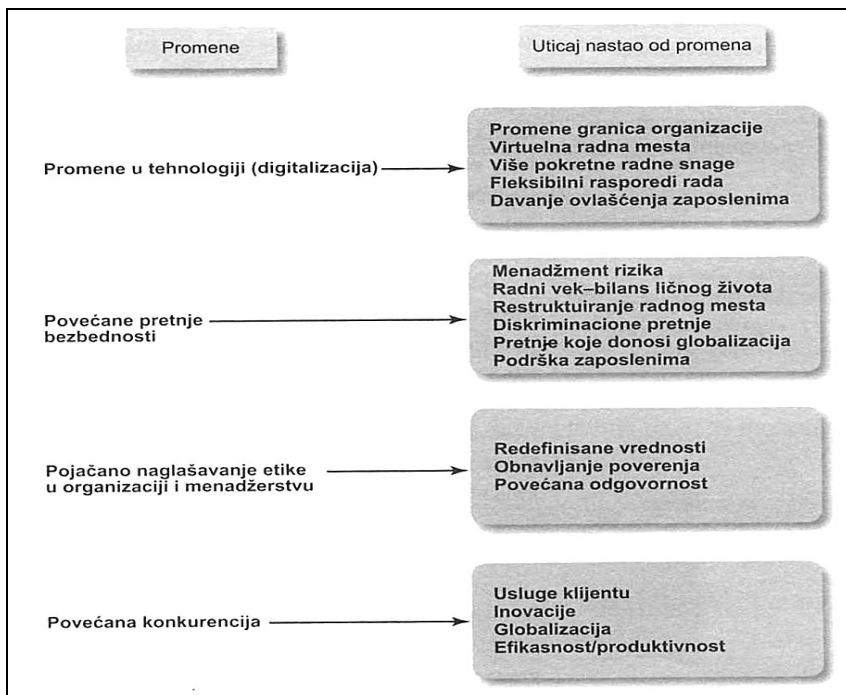 Promene
Uticaj nastao od promena
Promene u tehnologiji (digitalizacija)
Promene granica organizacije
Virtuelna radna mesta
Više pokretne radne snage
Fleksibilni rasporedi rada
Davanje ovlašćenja zaposlenima
Povećane pretnje
bezbednosti
Menadžment rizika
Radni vek–bilans ličnog života
Restruktuiranje radnog mesta
Diskriminacione pretnje
Pretnje koje donosi globalizacija
Podrška zaposlenima
Pojačano naglašavanje etike
u organizaciji i menadžerstvu
Redefinisane vrednosti
Obnavljanje poverenja
Povećana odgovornost
Povećana konkurencija
Usluge klijentu
Inovacije
Globalizacija
Efikasnost/produktivnost